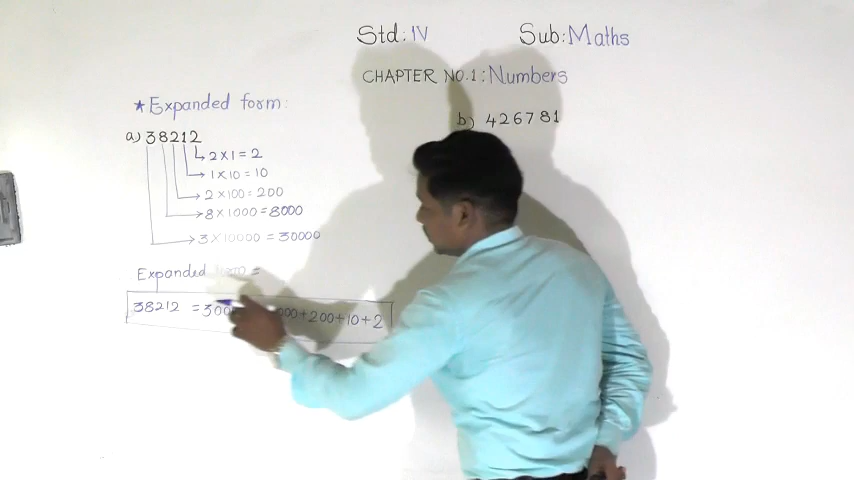 Std: IV Sub: Maths
CHAPTER NO.1: Numbers
★ Expanded form:
a) 38212
2 × 1 = 2
1 × 10 = 10
2 × 100 = 200
8 × 1000 = 8000
3 × 10000 = 30000
Expanded form =
38212 = 300 000+200+10+2
b) 426781